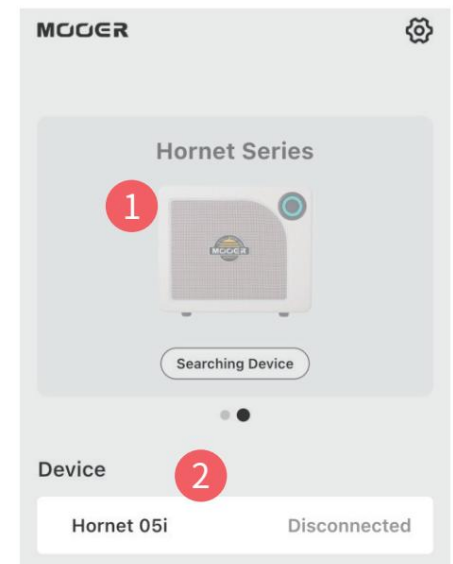 MOOER
Hornet Series
1
MOOER
Searching Device
Device
2
Hornet 05i Disconnected